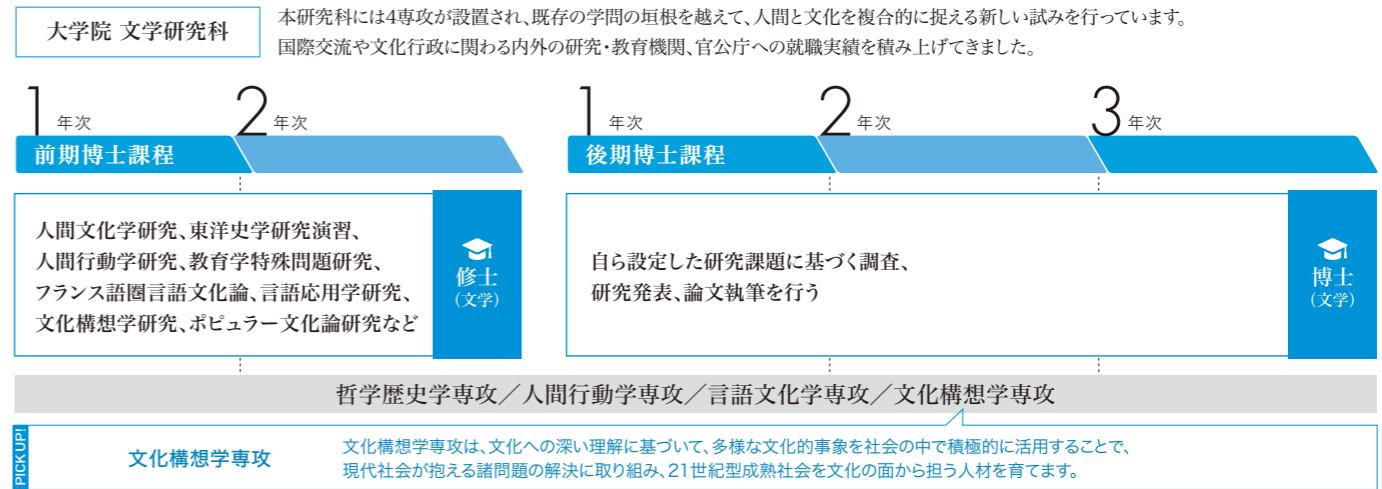 大学院 文学研究科
本研究科には4専攻が設置され、既存の学問の垣根を越えて、人間と文化を複合的に捉える新しい試みを行っています。
国際交流や文化行政に関わる内外の研究・教育機関、官公庁への就職実績を積み上げてきました。
1年次
2年次
前期博士課程
人間文化学研究、東洋史学研究演習、
人間行動学研究、教育学特殊問題研究、
フランス語圏言語文化論、言語応用学研究、
文化構想学研究、ポピュラー文化論研究など
修士
(文学)
1年次
2年次
3年次
後期博士課程
自ら設定した研究課題に基づく調査、
研究発表、論文執筆を行う
博士
(文学)
哲学歴史学専攻／人間行動学専攻／言語文化学専攻／文化構想学専攻
PICK UP!
文化構想学専攻
文化構想学専攻は、文化への深い理解に基づいて、多様な文化的事象を社会の中で積極的に活用することで、
現代社会が抱える諸問題の解決に取り組み、21世紀型成熟社会を文化の面から担う人材を育てます。